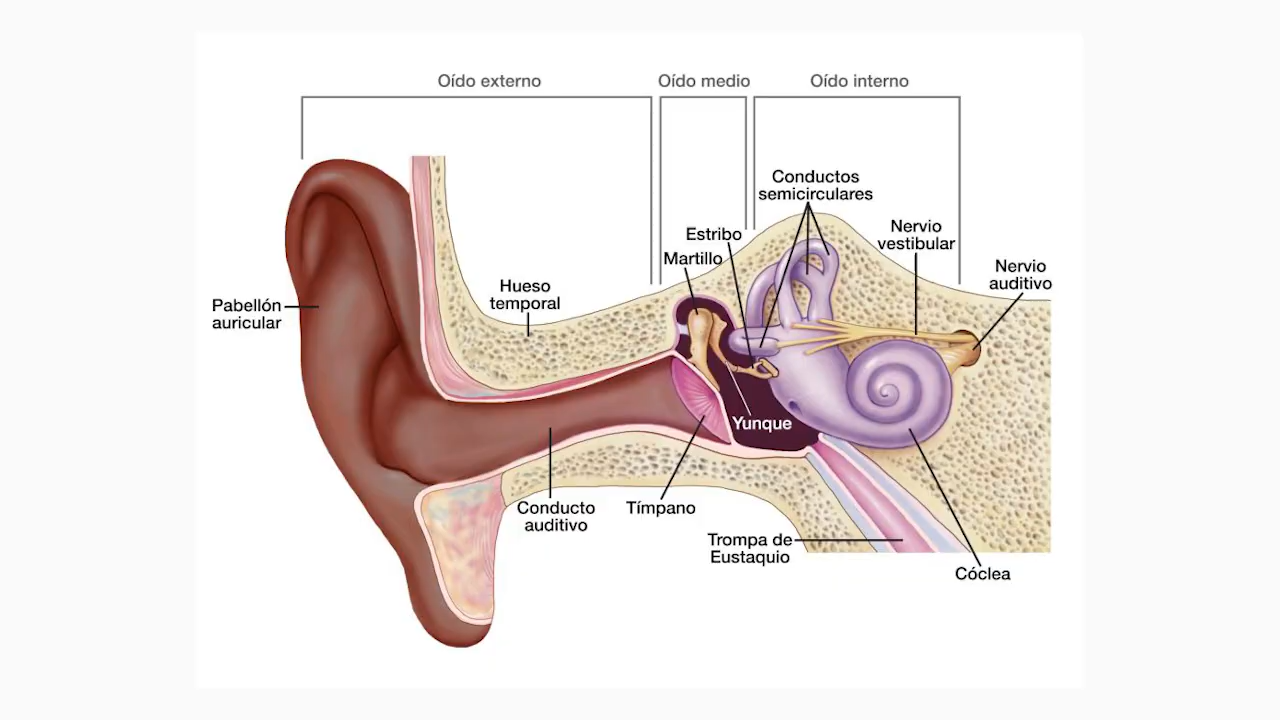 Oído externo
Oído medio
Oído interno
Conductos
semicirculares
Estribo
Nervio
vestibular
Martillo
Nervio
auditivo
Hueso
temporal
Pabellón
auricular
Yunque
Conducto
auditivo
Tímpano
Trompa de
Eustaquio
Cóclea